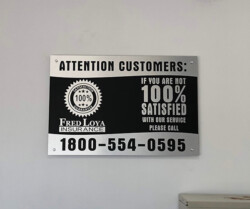 ATTENTION CUSTOMERS:
100%
FRED LOYA
INSURANCE
IF YOU ARE NOT
100%
SATISFIED
WITH OUR SERVICE
PLEASE CALL
1800-554-0595